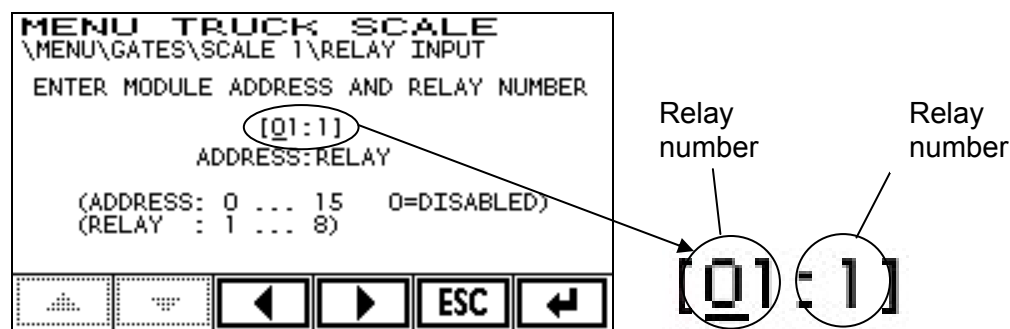 MENU TRUCK SCALE
\MENU\GATES\SCALE 1\RELAY INPUT
ENTER MODULE ADDRESS AND RELAY NUMBER
[01:1]
ADDRESS:RELAY
(ADDRESS: 0 ... 15 0=DISABLED)
(RELAY : 1 ... 8)
ESC
Relay number
Relay number
[01:1]